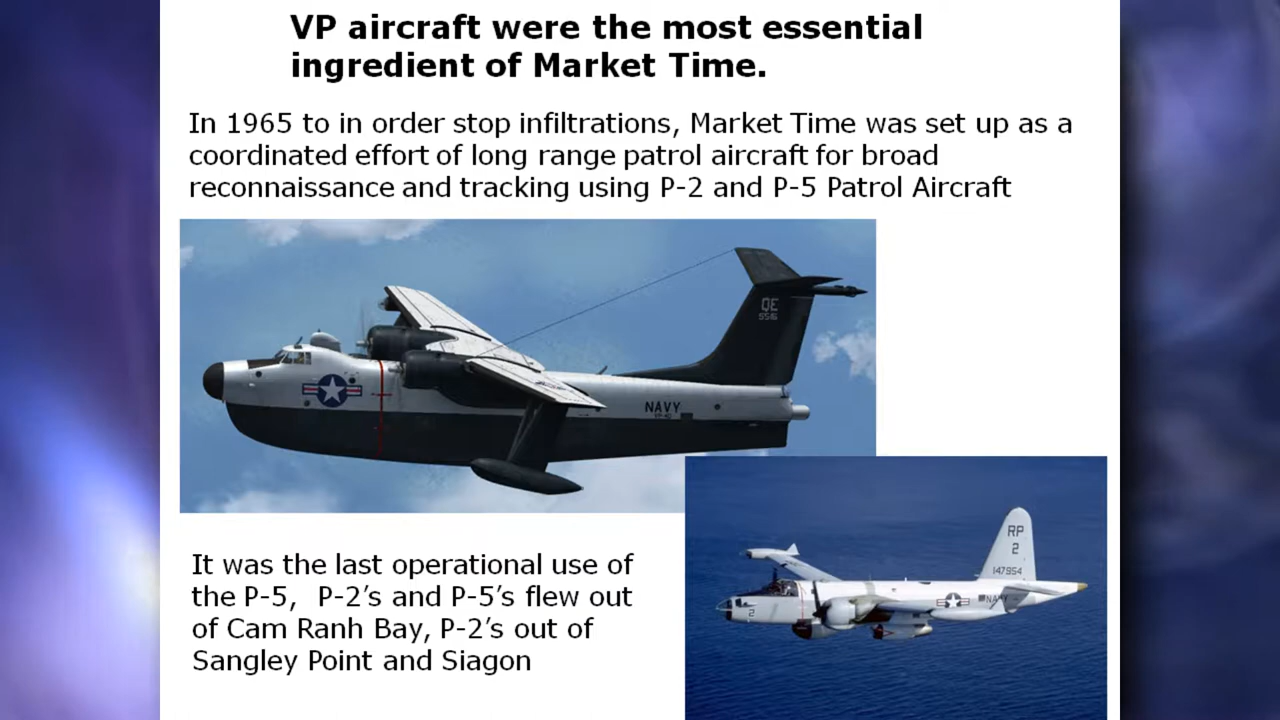 VP aircraft were the most essential
ingredient of Market Time.
In 1965 to in order stop infiltrations, Market Time was set up as a
coordinated effort of long range patrol aircraft for broad
reconnaissance and tracking using P-2 and P-5 Patrol Aircraft
QE
5516
NAVY
RP
2
147954
NAVY
2
It was the last operational use of
the P-5,  P-2’s and P-5’s flew out
of Cam Ranh Bay, P-2’s out of
Sangley Point and Siagon